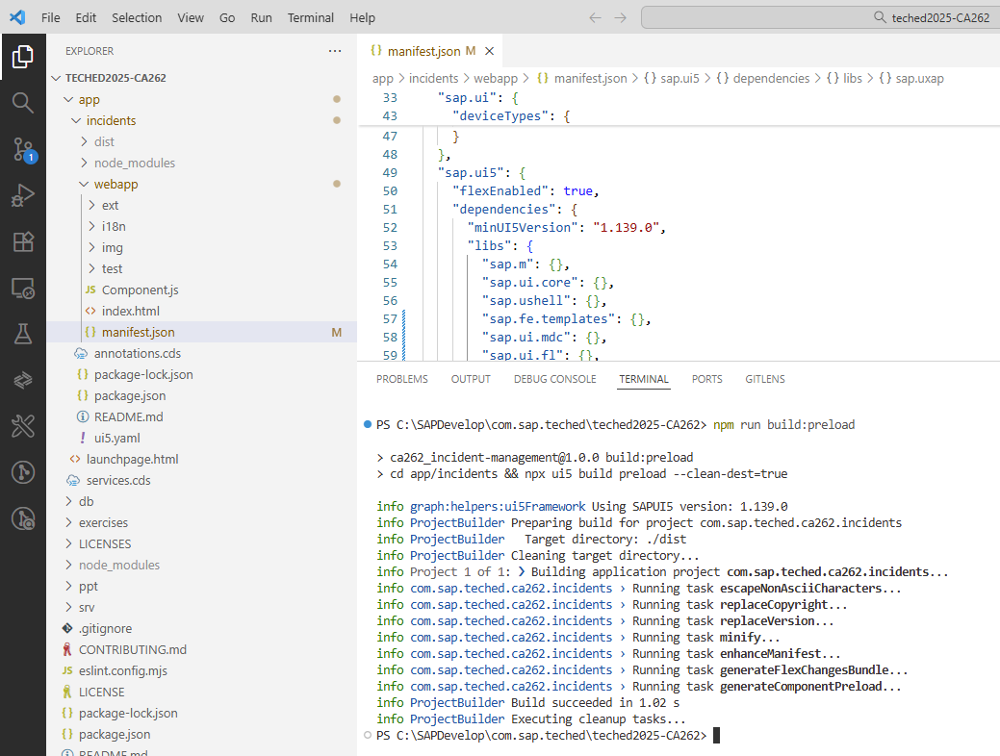 File Edit Selection View Go Run Terminal Help
teched2025-CA262
EXPLORER
TECHED2025-CA262
app
incidents
dist
node_modules
webapp
ext
i18n
img
test
JS Component.js
<> index.html
{} manifest.json M
annotations.cds
{} package-lock.json
{} package.json
README.md
! ui5.yaml
<> launchpage.html
services.cds
db
exercises
LICENSES
node_modules
ppt
srv
.gitignore
CONTRIBUTING.md
JS eslint.config.mjs
LICENSE
{} package-lock.json
{} package.json
README.md
1
{} manifest.json M ×
app > incidents > webapp > {} manifest.json > {} sap.ui5 > {} dependencies > {} libs > {} sap.uxap
33 "sap.ui": {
43 "deviceTypes": {
47 }
48 },
49 "sap.ui5": {
50 "flexEnabled": true,
51 "dependencies": {
52 "minUI5Version": "1.139.0",
53 "libs": {
54 "sap.m": {},
55 "sap.ui.core": {},
56 "sap.ushell": {},
57 "sap.fe.templates": {},
58 "sap.ui.mdc": {},
59 "sap.ui.fl": {},
PROBLEMS OUTPUT DEBUG CONSOLE TERMINAL PORTS GITLENS
PS C:\SAPDevelop\com.sap.teched\teched2025-CA262> npm run build:preload
> ca262_incident-management@1.0.0 build:preload
> cd app/incidents && npx ui5 build preload --clean-dest=true
info graph:helpers:ui5Framework Using SAPUI5 version: 1.139.0
info ProjectBuilder Preparing build for project com.sap.teched.ca262.incidents
info ProjectBuilder Target directory: ./dist
info ProjectBuilder Cleaning target directory...
info Project 1 of 1: ❯ Building application project com.sap.teched.ca262.incidents...
info com.sap.teched.ca262.incidents › Running task escapeNonAsciiCharacters...
info com.sap.teched.ca262.incidents › Running task replaceCopyright...
info com.sap.teched.ca262.incidents › Running task replaceVersion...
info com.sap.teched.ca262.incidents › Running task minify...
info com.sap.teched.ca262.incidents › Running task enhanceManifest...
info com.sap.teched.ca262.incidents › Running task generateFlexChangesBundle...
info com.sap.teched.ca262.incidents › Running task generateComponentPreload...
info ProjectBuilder Build succeeded in 1.02 s
info ProjectBuilder Executing cleanup tasks...
PS C:\SAPDevelop\com.sap.teched\teched2025-CA262>